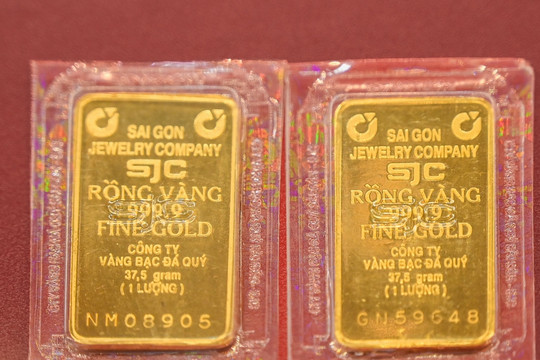 SAI GON
JEWELRY COMPANY
SJC
RỒNG VÀNG
999.9
FINE GOLD
CÔNG TY
VÀNG BẠC ĐÁ QUÝ
37,5 gram
(1 LƯỢNG)
NM08905
SAI GON
JEWELRY COMPANY
SJC
RỒNG VÀNG
999.9
FINE GOLD
CÔNG TY
VÀNG BẠC ĐÁ QUÝ
37,5 gram
(1 LƯỢNG)
GN59648